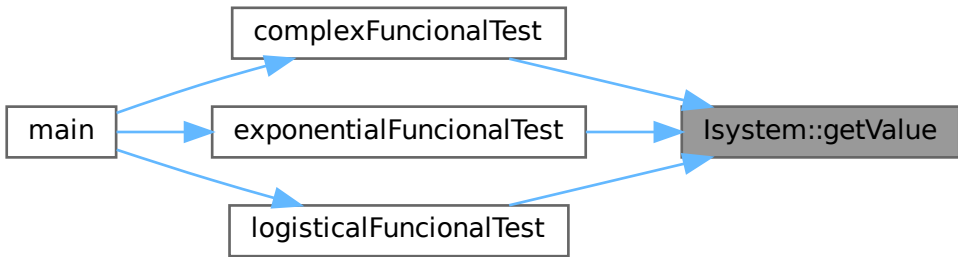 complexFuncionalTest
main
exponentialFuncionalTest
Isystem::getValue
logisticalFuncionalTest